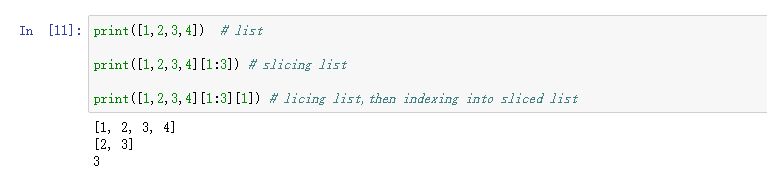 In [11]: print([1,2,3,4]) # list
print([1,2,3,4][1:3]) # slicing list
print([1,2,3,4][1:3][1]) # licing list,then indexing into sliced list
[1, 2, 3, 4]
[2, 3]
3